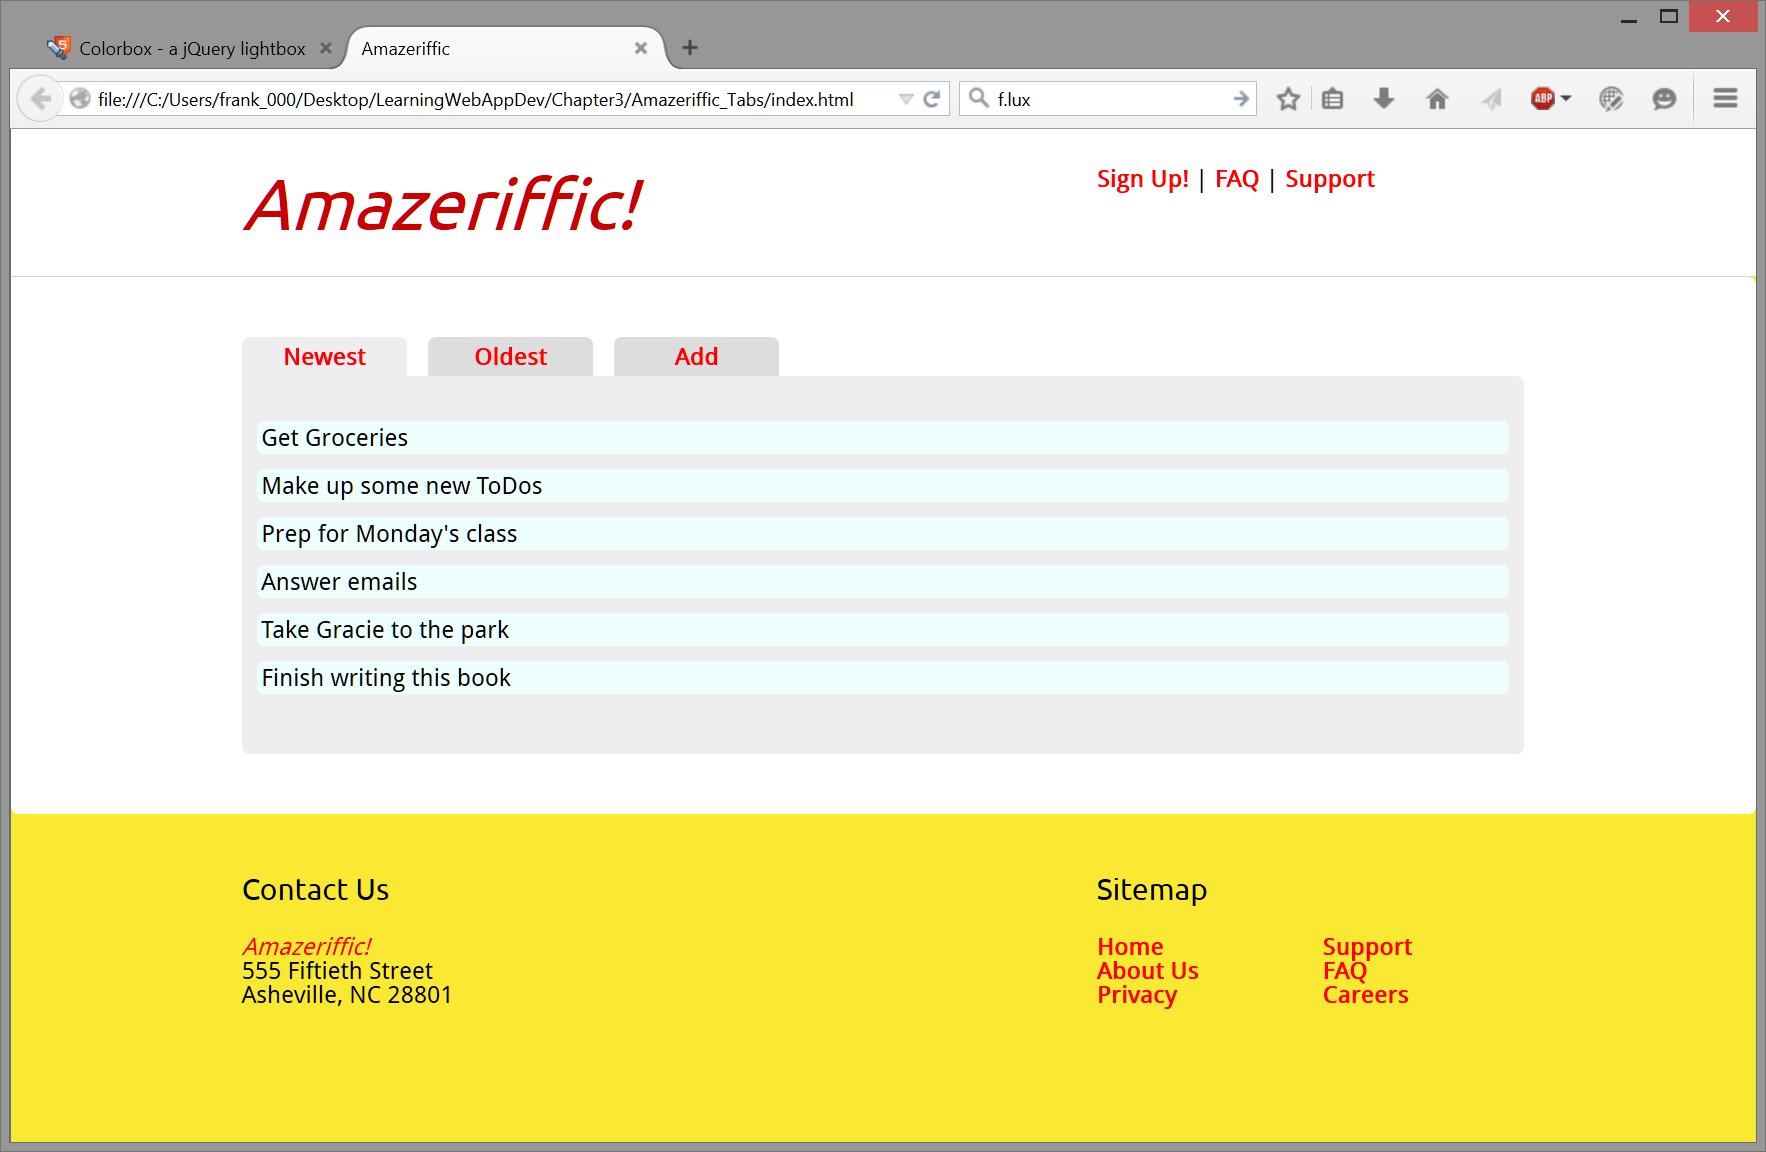 Colorbox - a jQuery lightbox
Amazeriffic
file:///C:/Users/frank_000/Desktop/LearningWebAppDev/Chapter3/Amazeriffic_Tabs/index.html
f.lux
ABP
Amazeriffic!
Sign Up! | FAQ | Support
Newest
Oldest
Add
Get Groceries
Make up some new ToDos
Prep for Monday's class
Answer emails
Take Gracie to the park
Finish writing this book
Contact Us
Amazeriffic!
555 Fiftieth Street
Asheville, NC 28801
Sitemap
Home
About Us
Privacy
Support
FAQ
Careers